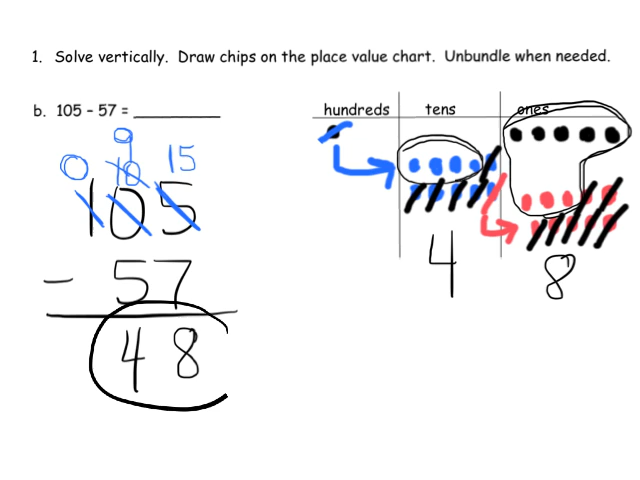 1. Solve vertically. Draw chips on the place value chart. Unbundle when needed.
b. 105 – 57 = __________
hundreds tens ones
9
0 10 15
105
- 57
48
4 8